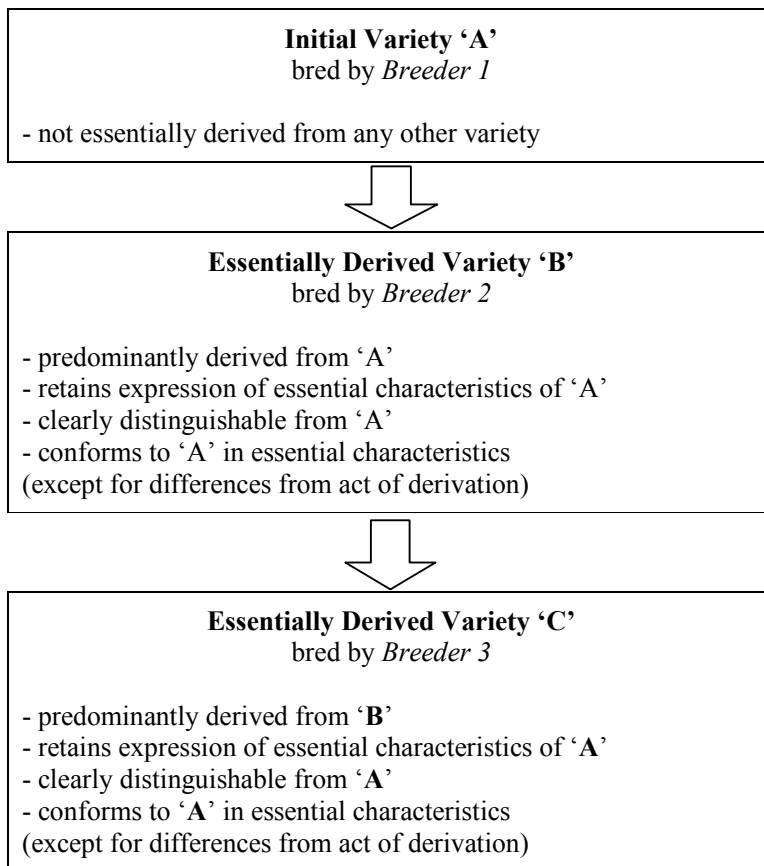 Initial Variety ‘A’
bred by Breeder 1
- not essentially derived from any other variety
Essentially Derived Variety ‘B’
bred by Breeder 2
- predominantly derived from ‘A’
- retains expression of essential characteristics of ‘A’
- clearly distinguishable from ‘A’
- conforms to ‘A’ in essential characteristics
(except for differences from act of derivation)
Essentially Derived Variety ‘C’
bred by Breeder 3
- predominantly derived from ‘B’
- retains expression of essential characteristics of ‘A’
- clearly distinguishable from ‘A’
- conforms to ‘A’ in essential characteristics
(except for differences from act of derivation)